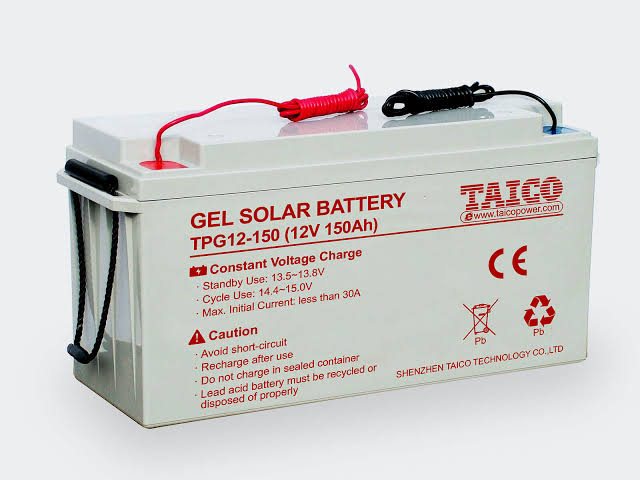 GEL SOLAR BATTERY
TPG12-150 (12V 150Ah)
TAICO
www.taicopower.com
Constant Voltage Charge
· Standby Use: 13.5~13.8V
· Cycle Use: 14.4~15.0V
· Max. Initial Current: less than 30A
CE
Caution
· Avoid short-circuit
· Recharge after use
· Do not charge in sealed container
· Lead acid battery must be recycled or
disposed of properly
Pb
Pb
SHENZHEN TAICO TECHNOLOGY CO.,LTD